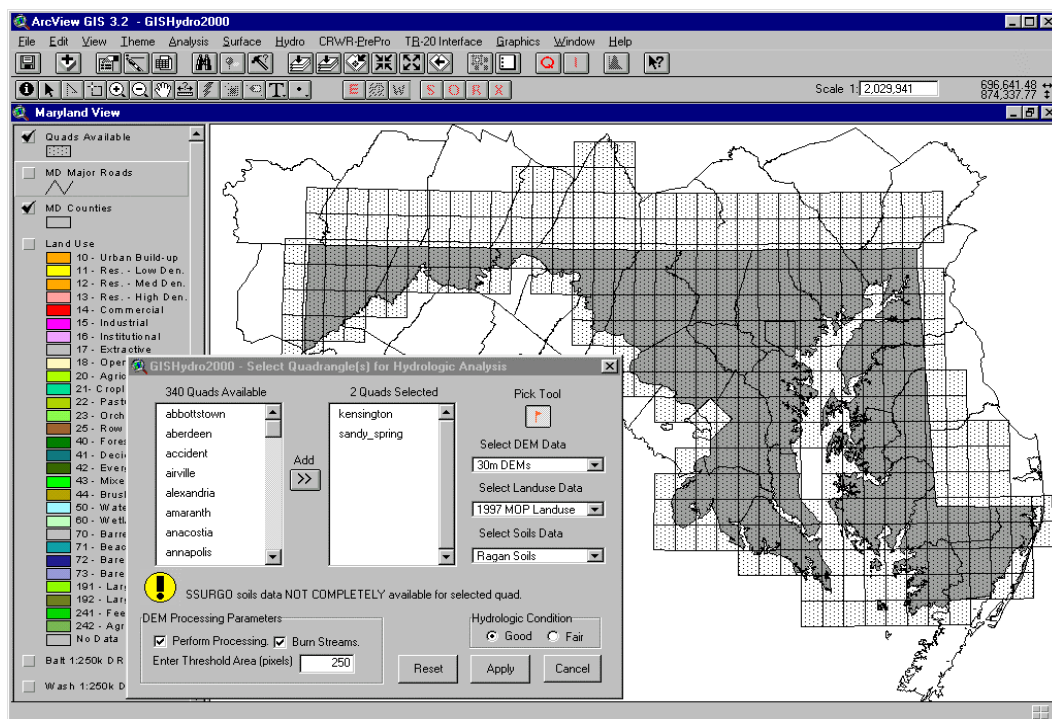 ArcView GIS 3.2 - GISHydro2000
File Edit View Theme Analysis Surface Hydro CRWR-PrePro TR-20 Interface Graphics Window Help
Q I
T E W S O R X Scale 1: 2,029,941 696,641.48 874,337.77
Maryland View
Quads Available
MD Major Roads
MD Counties
Land Use
10 - Urban Build-up
11 - Res. - Low Den.
12 - Res. - Med Den.
13 - Res. - High Den.
14 - Commercial
15 - Industrial
16 - Institutional
17 - Extractive
18 - Oper
20 - Agric
21- Cropl
22 - Pastu
23 - Orch
25 - Row
40 - Fores
41 - Decid
42 - Everg
43 - Mixe
44 - Brusl
50 - Wate
60 - Wetl
70 - Barre
71 - Beac
72 - Bare
73 - Bare
191 - Larg
192 - Larg
241 - Fee
242 - Agr
No Data
Balt 1:250k DR
Wash 1:250k D
GISHydro2000 - Select Quadrangle(s) for Hydrologic Analysis
340 Quads Available
abbottstown
aberdeen
accident
airville
alexandria
amaranth
anacostia
annapolis
Add
>>
2 Quads Selected
kensington
sandy_spring
Pick Tool
Select DEM Data
30m DEMs
Select Landuse Data
1997 MOP Landuse
Select Soils Data
Ragan Soils
! SSURGO soils data NOT COMPLETELY available for selected quad.
DEM Processing Parameters
Perform Processing. Burn Streams.
Enter Threshold Area (pixels) 250
Hydrologic Condition
Good Fair
Reset Apply Cancel